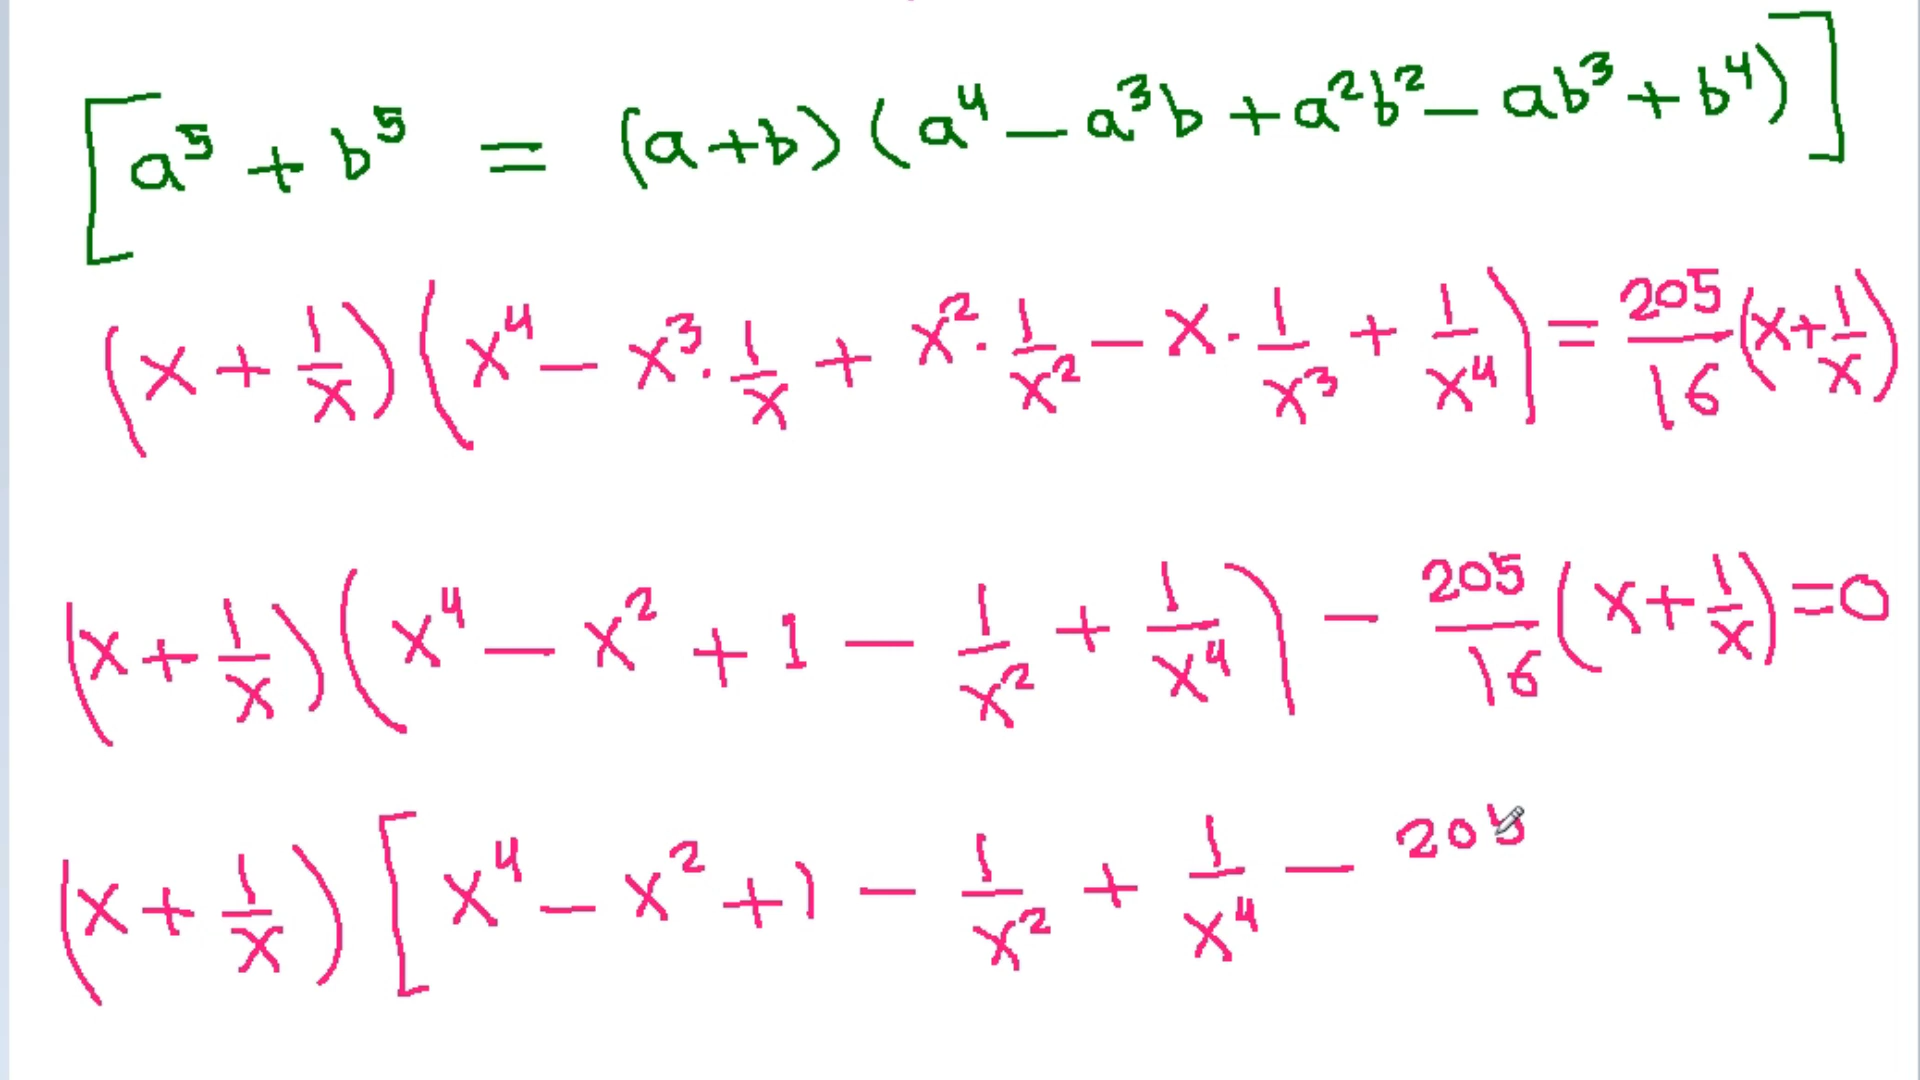 [a⁵ + b⁵ = (a+b)(a⁴ − a³b + a²b² − ab³ + b⁴)]
(x + 1/x)(x⁴ − x³·1/x + x²·1/x² − x·1/x³ + 1/x⁴) = 205/16 (x + 1/x)
(x + 1/x)(x⁴ − x² + 1 − 1/x² + 1/x⁴) − 205/16 (x + 1/x) = 0
(x + 1/x)[x⁴ − x² + 1 − 1/x² + 1/x⁴ − 205